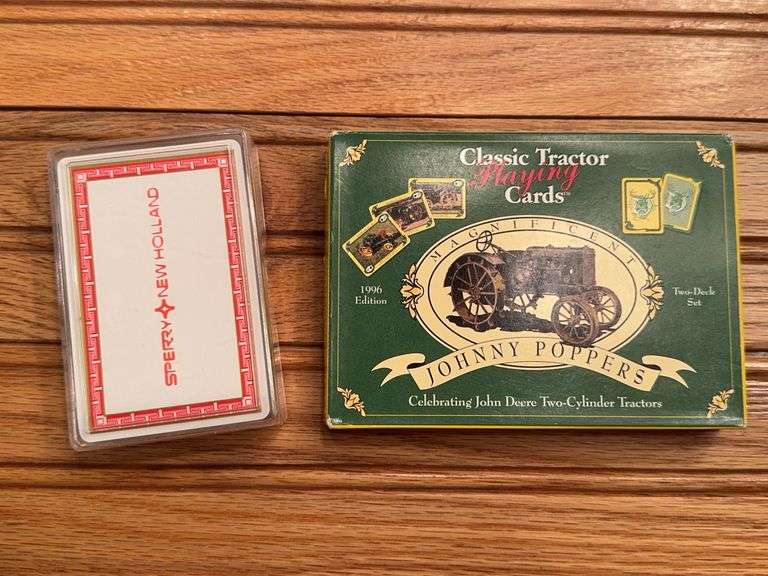 SPERRY NEW HOLLAND
Classic Tractor
Playing
Cards™
MAGNIFICENT
1996
Edition
Two-Deck
Set
JOHNNY POPPERS
Celebrating John Deere Two-Cylinder Tractors